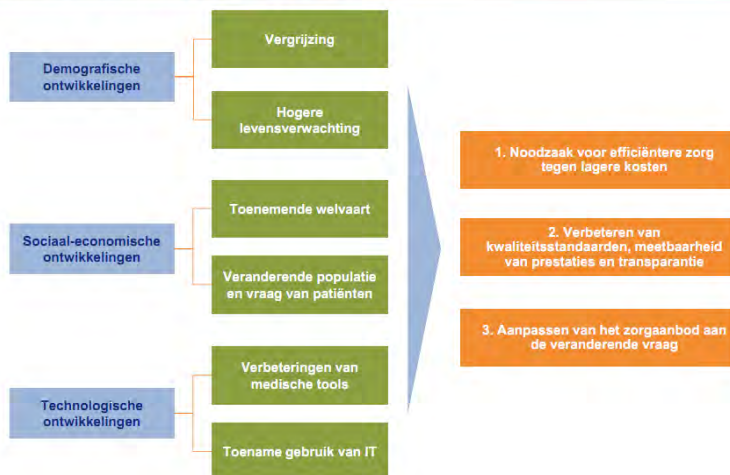 Demografische
ontwikkelingen
Vergrijzing
Hogere
levensverwachting
Sociaal-economische
ontwikkelingen
Toenemende welvaart
Veranderende populatie
en vraag van patiënten
Technologische
ontwikkelingen
Verbeteringen van
medische tools
Toename gebruik van IT
1. Noodzaak voor efficiëntere zorg
tegen lagere kosten
2. Verbeteren van
kwaliteitsstandaarden, meetbaarheid
van prestaties en transparantie
3. Aanpassen van het zorgaanbod aan
de veranderende vraag